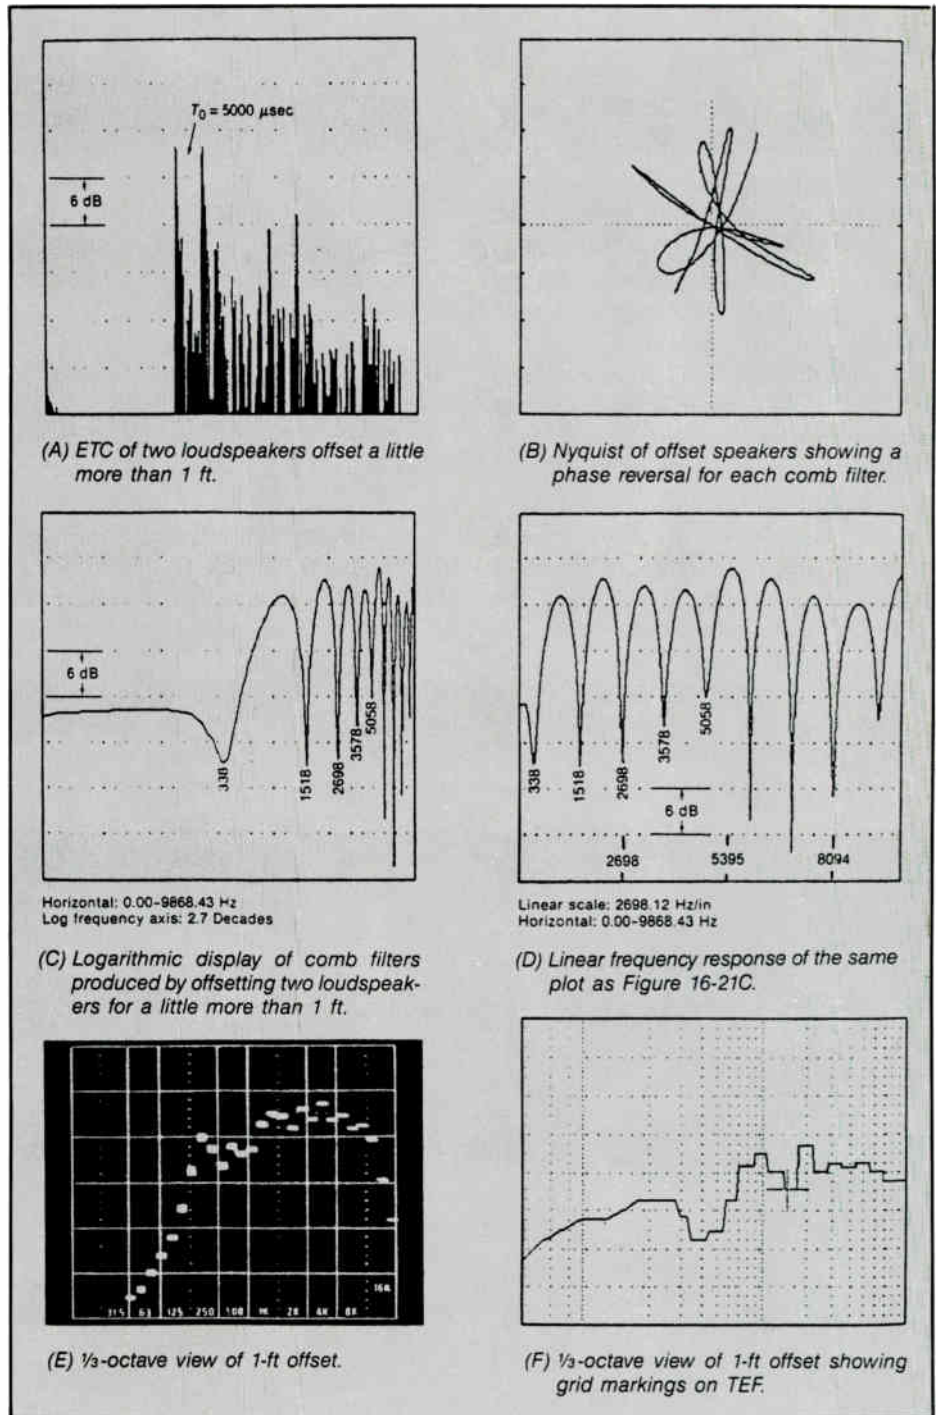 T₀ = 5000 μsec
6 dB
(A) ETC of two loudspeakers offset a little
more than 1 ft.
(B) Nyquist of offset speakers showing a
phase reversal for each comb filter.
6 dB
338
1518
2698
3578
5058
Horizontal: 0.00-9868.43 Hz
Log frequency axis: 2.7 Decades
(C) Logarithmic display of comb filters
produced by offsetting two loudspeak-
ers for a little more than 1 ft.
338
1518
2698
3578
5058
6 dB
2698 5395 8094
Linear scale: 2698.12 Hz/in
Horizontal: 0.00-9868.43 Hz
(D) Linear frequency response of the same
plot as Figure 16-21C.
16K
31.5 63 125 250 1K 2K 4K 8K
(E) ⅓-octave view of 1-ft offset.
(F) ⅓-octave view of 1-ft offset showing
grid markings on TEF.